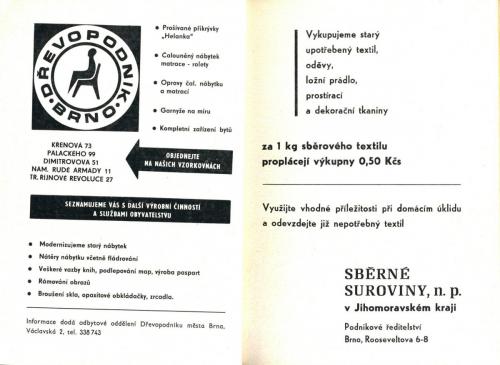 DŘEVOPODNIK
BRNO
• Prošívané přikrývky
„Helanka“
• Čalouněný nábytek
matrace - rolety
• Opravy čal. nábytku
a matrací
• Garnyže na míru
• Kompletní zařízení bytů
KŘENOVÁ 73
PALACKÉHO 99
DIMITROVOVA 51
NÁM. RUDÉ ARMÁDY 11
TŘ. ŘÍJNOVÉ REVOLUCE 27
OBJEDNEJTE
NA NAŠICH VZORKOVNÁCH
SEZNAMUJEME VÁS S DALŠÍ VÝROBNÍ ČINNOSTÍ
A SLUŽBAMI OBYVATELSTVU
• Modernizujeme starý nábytek
• Nátěry nábytku včetně fládrování
• Veškeré vazby knih, podlepování map, výroba paspart
• Rámování obrazů
• Broušení skla, opaxitové obkládačky, zrcadla.
Informace dodá odbytové oddělení Dřevopodniku města Brna,
Václavská 2, tel. 338 743
Vykupujeme starý
upotřebený textil,
oděvy,
ložní prádlo,
prostírací
a dekorační tkaniny
za 1 kg sběrového textilu
proplácejí výkupny 0,50 Kčs
Využijte vhodné příležitosti při domácím úklidu
a odevzdejte již nepotřebný textil
SBĚRNÉ
SUROVINY, n. p.
v Jihomoravském kraji
Podnikové ředitelství
Brno, Rooseveltova 6-8